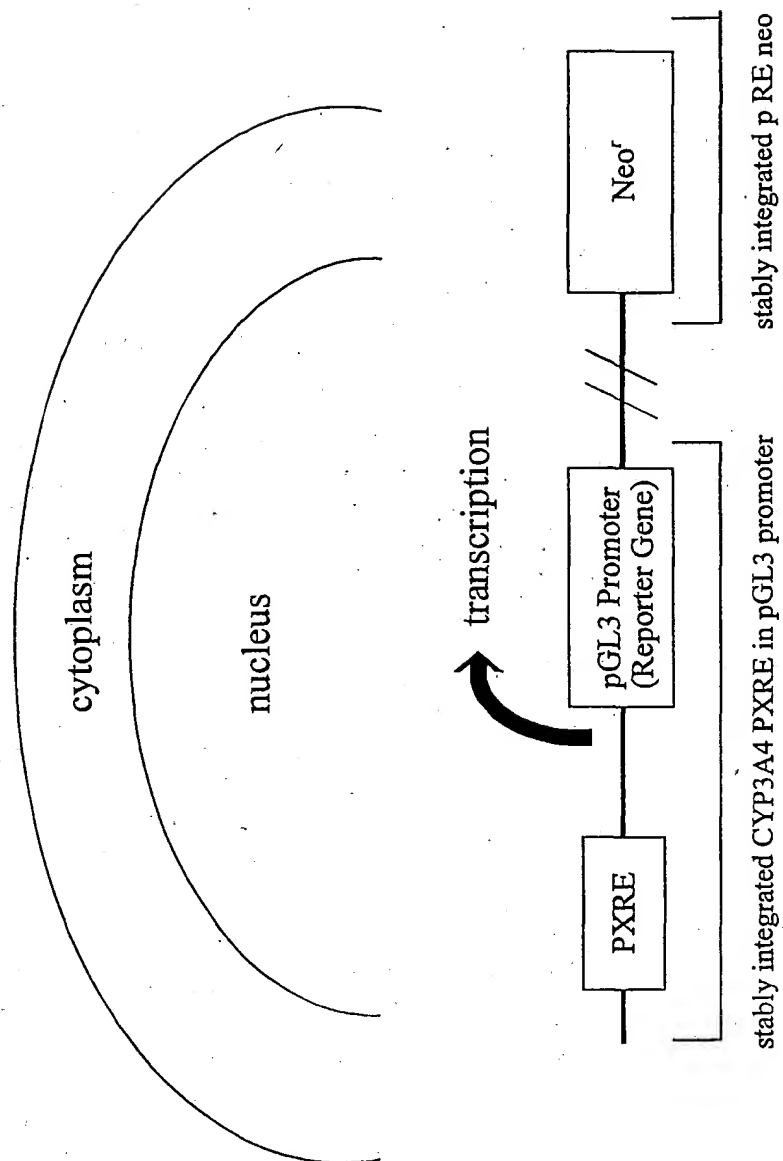 cytoplasm
nucleus
transcription
PXRE
pGL3 Promoter
(Reporter Gene)
Neoʳ
stably integrated CYP3A4 PXRE in pGL3 promoter
stably integrated p RE neo